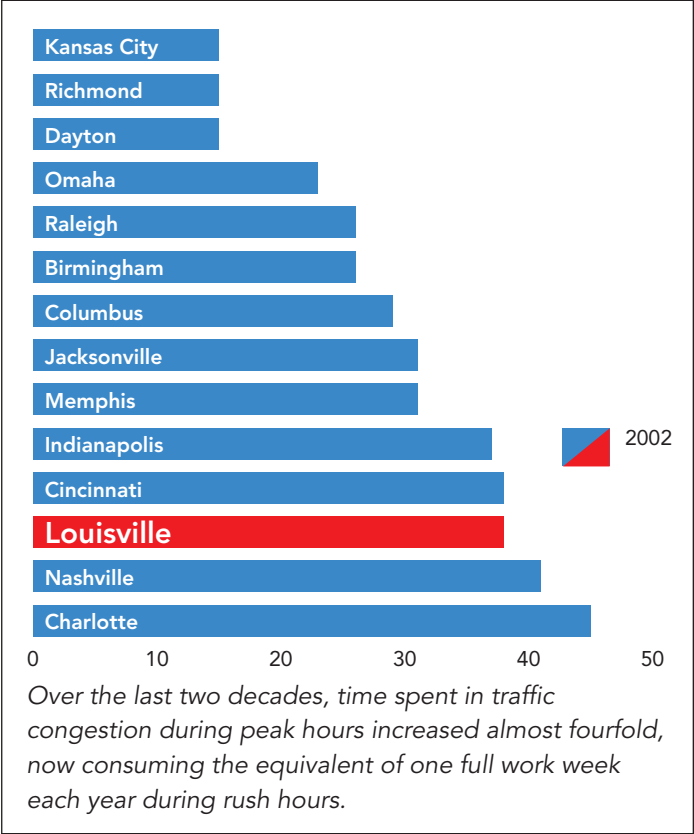 Kansas City
Richmond
Dayton
Omaha
Raleigh
Birmingham
Columbus
Jacksonville
Memphis
Indianapolis
2002
Cincinnati
Louisville
Nashville
Charlotte
0 10 20 30 40 50
Over the last two decades, time spent in traffic
congestion during peak hours increased almost fourfold,
now consuming the equivalent of one full work week
each year during rush hours.